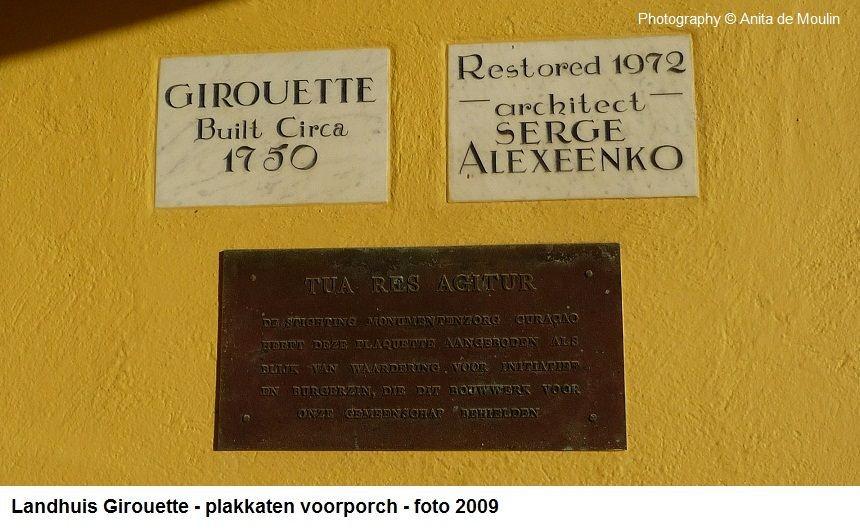 Photography © Anita de Moulin
GIROUETTE
Built Circa
1750
Restored 1972
architect
SERGE
ALEXEENKO
TUA RES AGITUR
DE STICHTING MONUMENTENZORG CURAÇAO
HEEFT DEZE PLAQUETTE AANGEBODEN ALS
BLIJK VAN WAARDERING VOOR INITIATIEF
EN BURGERZIN, DIE DIT BOUWWERK VOOR
ONZE GEMEENSCHAP BEHIELDEN
Landhuis Girouette - plakkaten voorporch - foto 2009